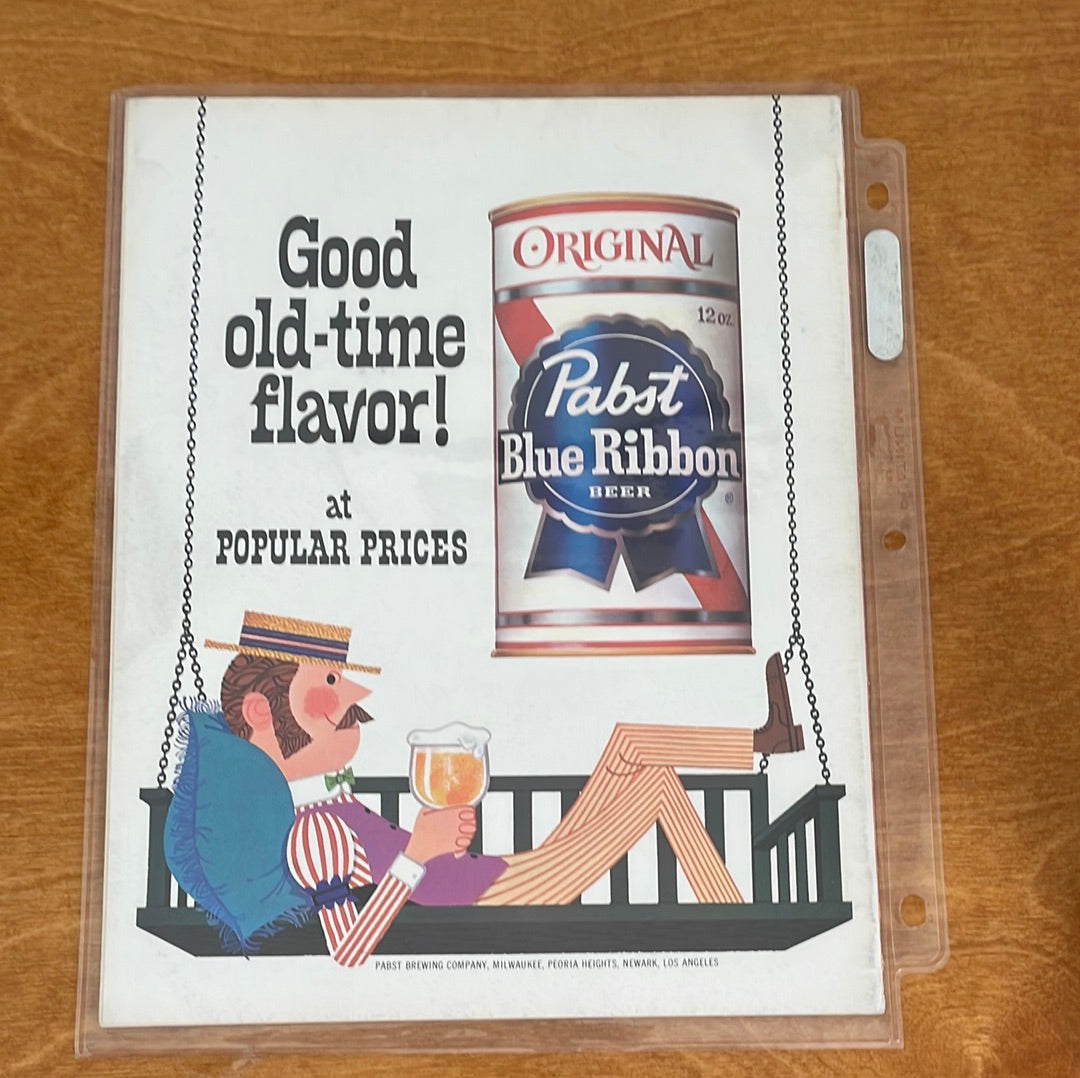 Good
old-time
flavor!
at
POPULAR PRICES
ORIGINAL
12 oz.
Pabst
Blue Ribbon
BEER
®
PABST BREWING COMPANY, MILWAUKEE, PEORIA HEIGHTS, NEWARK, LOS ANGELES